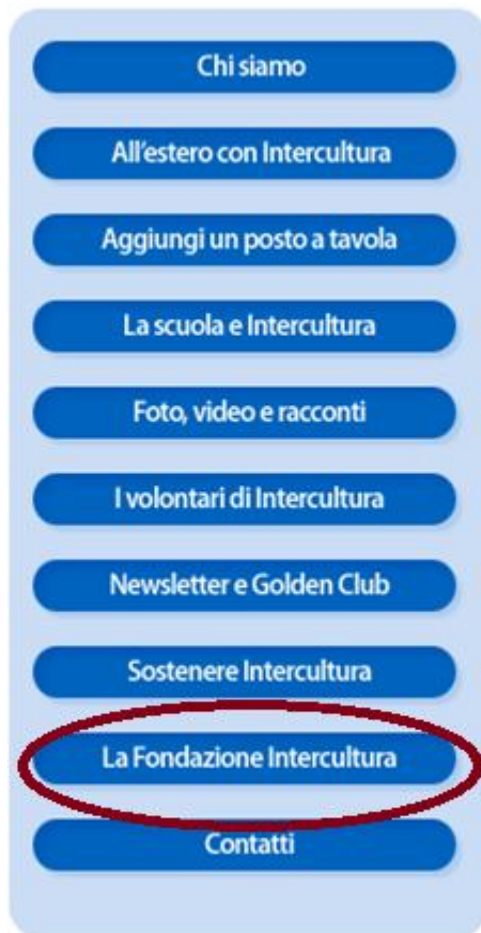 Chi siamo
All'estero con Intercultura
Aggiungi un posto a tavola
La scuola e Intercultura
Foto, video e racconti
I volontari di Intercultura
Newsletter e Golden Club
Sostenere Intercultura
La Fondazione Intercultura
Contatti